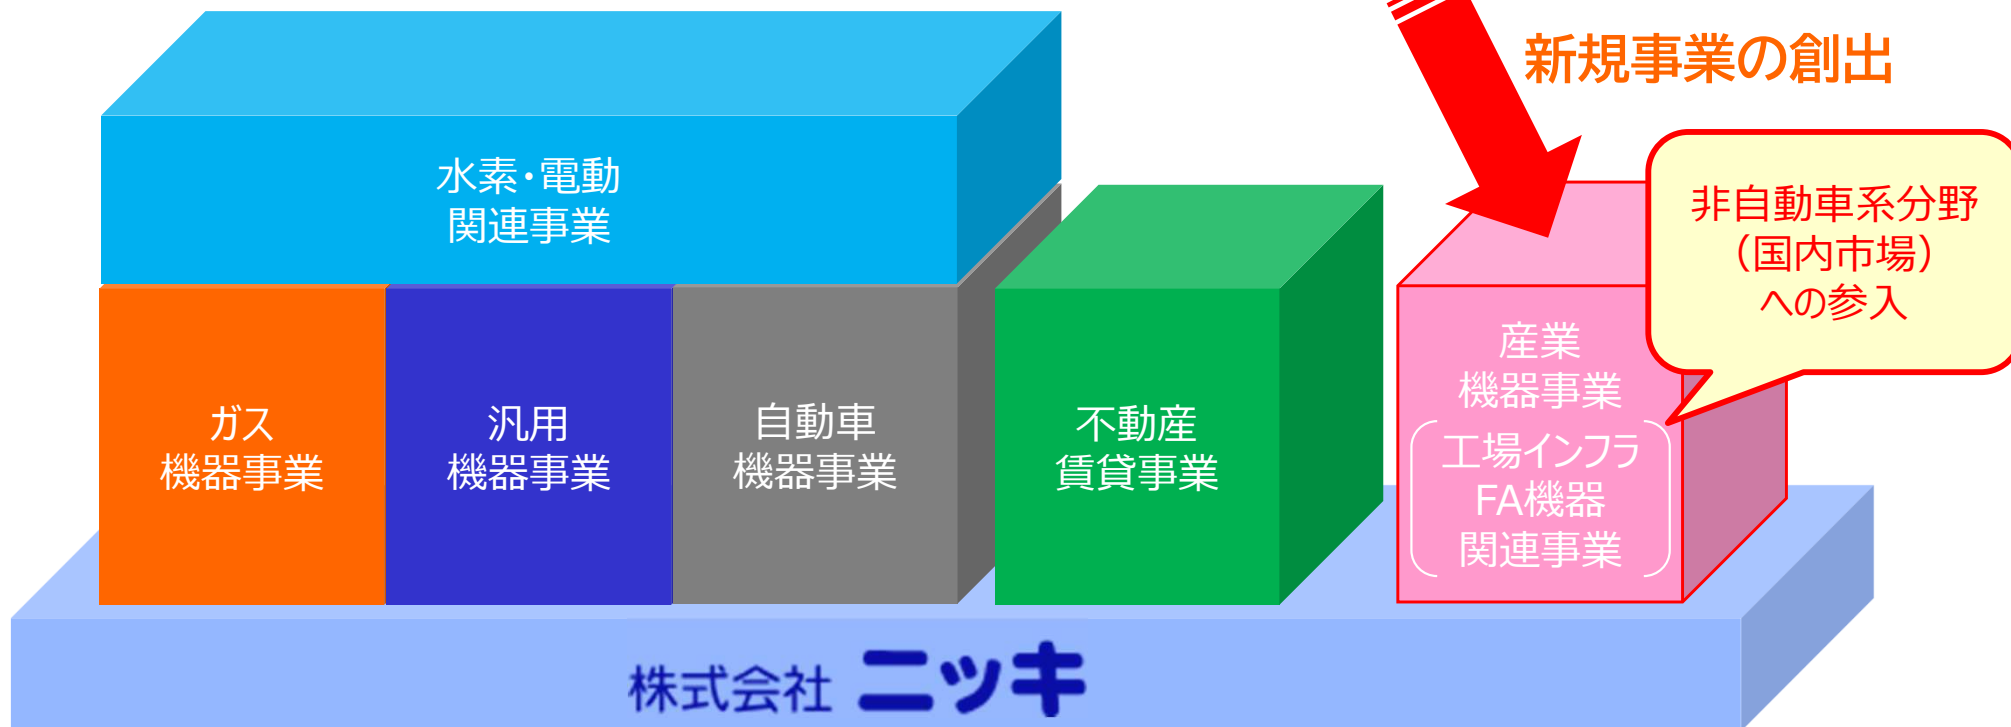 新規事業の創出
水素・電動
関連事業
非自動車系分野
（国内市場）
への参入
ガス
機器事業
汎用
機器事業
自動車
機器事業
不動産
賃貸事業
産業
機器事業
工場インフラ
FA機器
関連事業
株式会社 ニッキ